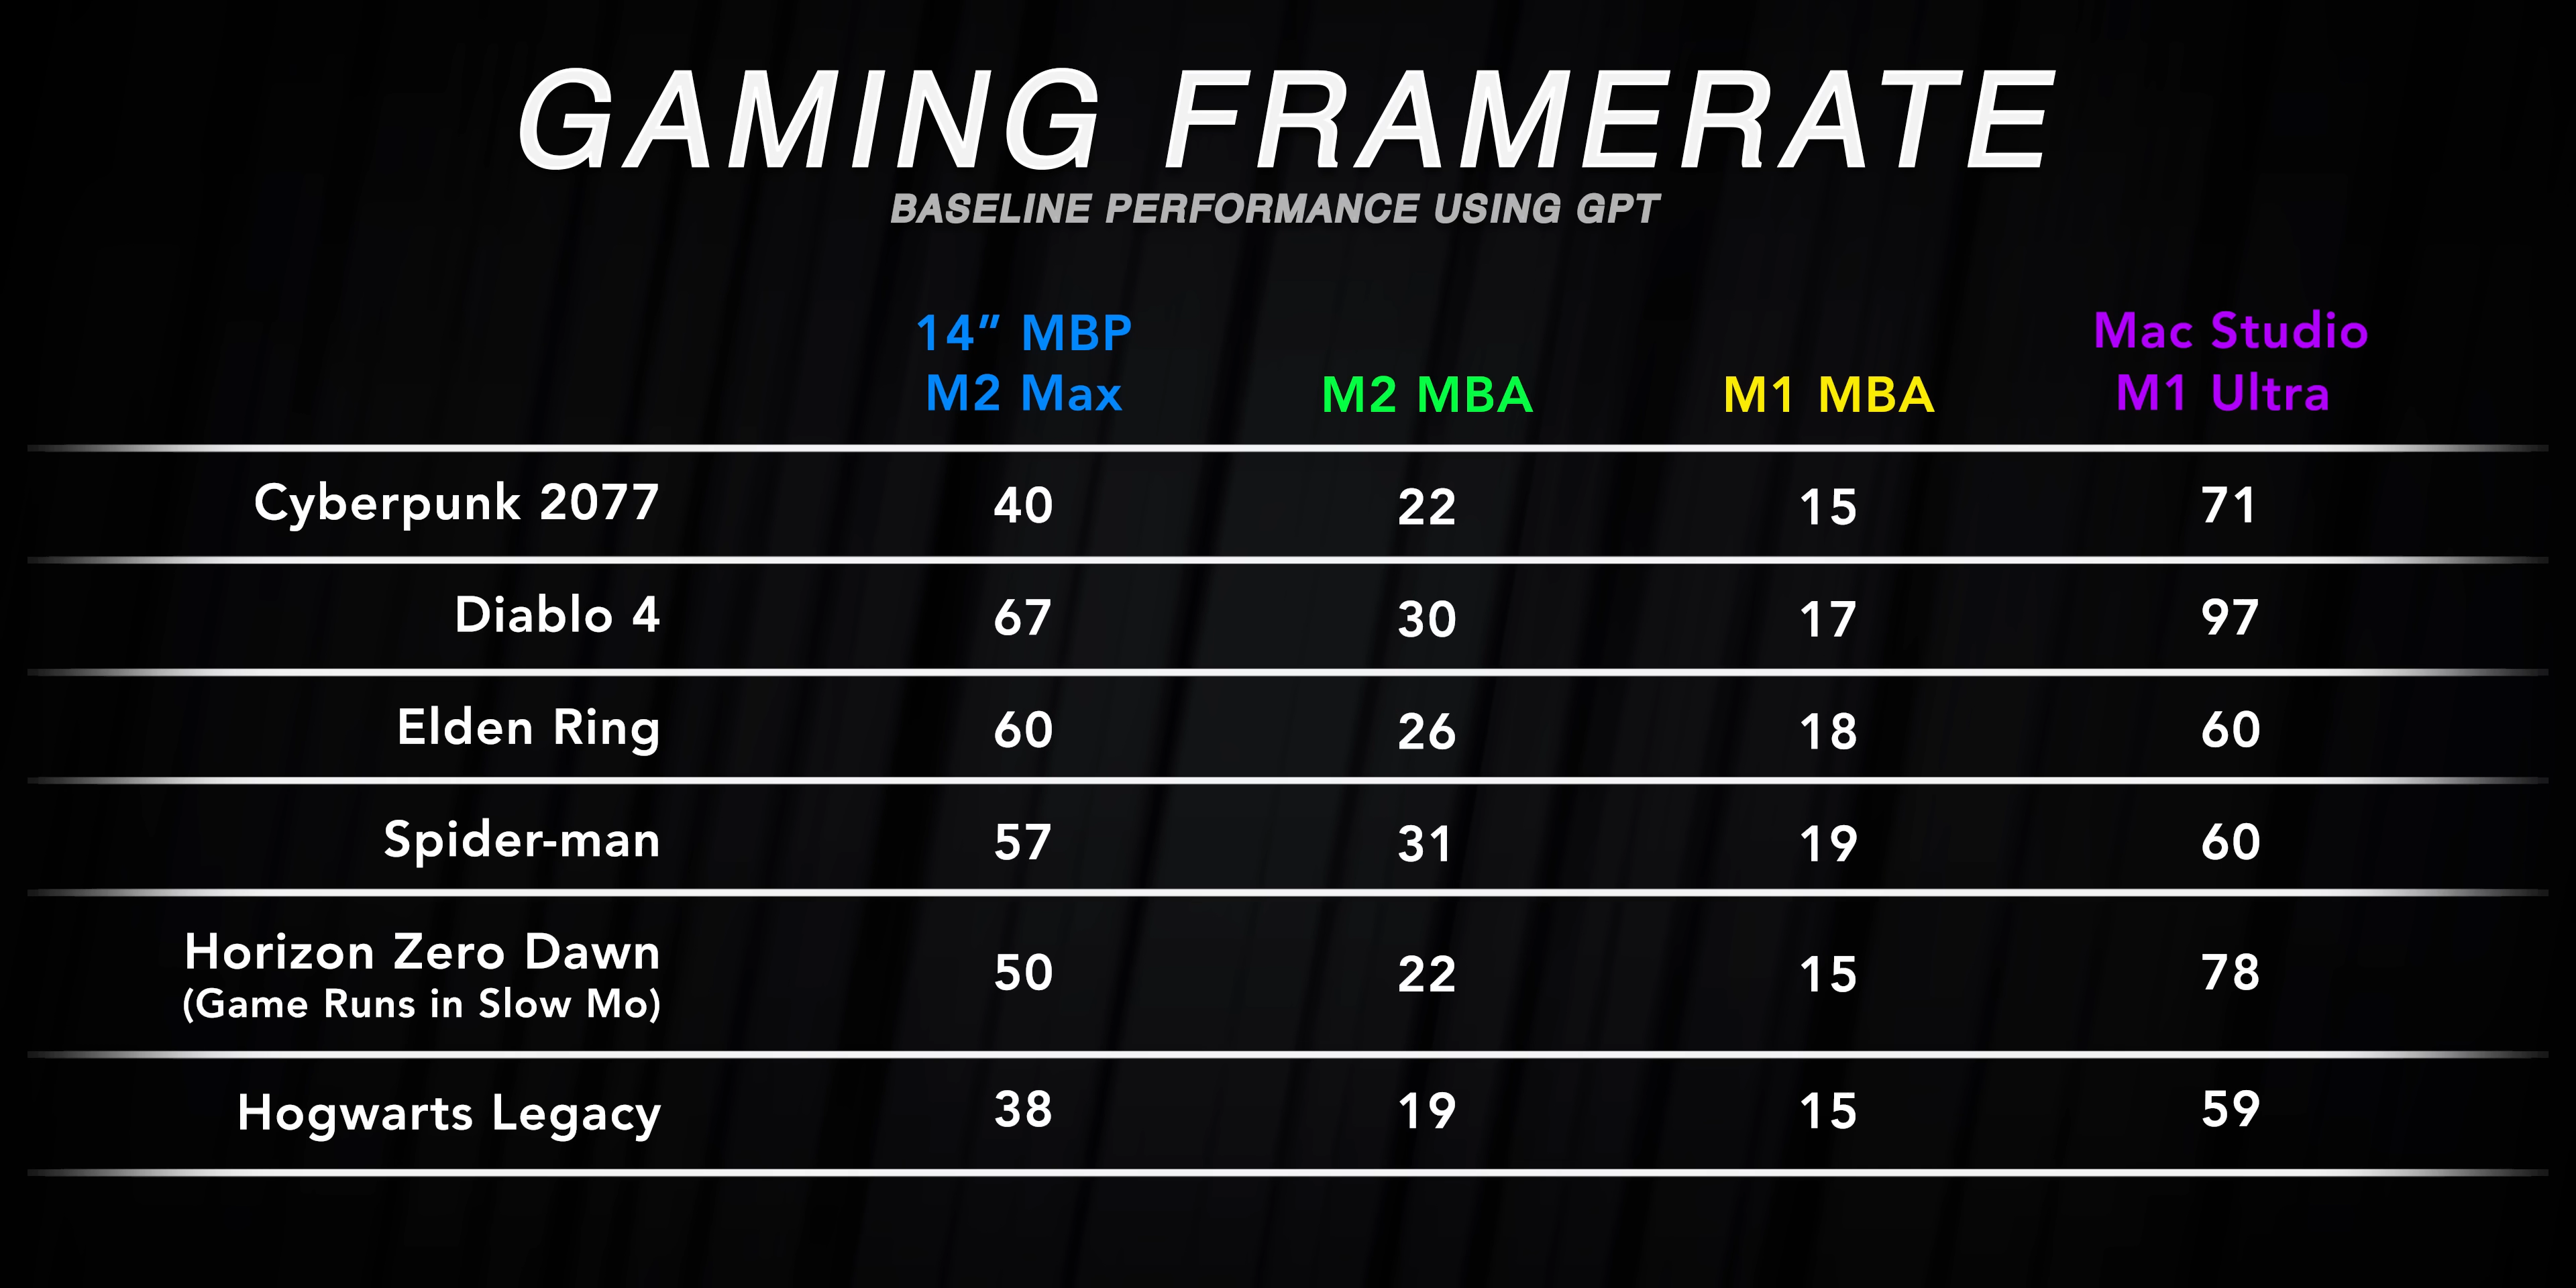 GAMING FRAMERATE
BASELINE PERFORMANCE USING GPT
14” MBP
M2 Max
M2 MBA
M1 MBA
Mac Studio
M1 Ultra
Cyberpunk 2077 40 22 15 71
Diablo 4 67 30 17 97
Elden Ring 60 26 18 60
Spider-man 57 31 19 60
Horizon Zero Dawn
(Game Runs in Slow Mo) 50 22 15 78
Hogwarts Legacy 38 19 15 59